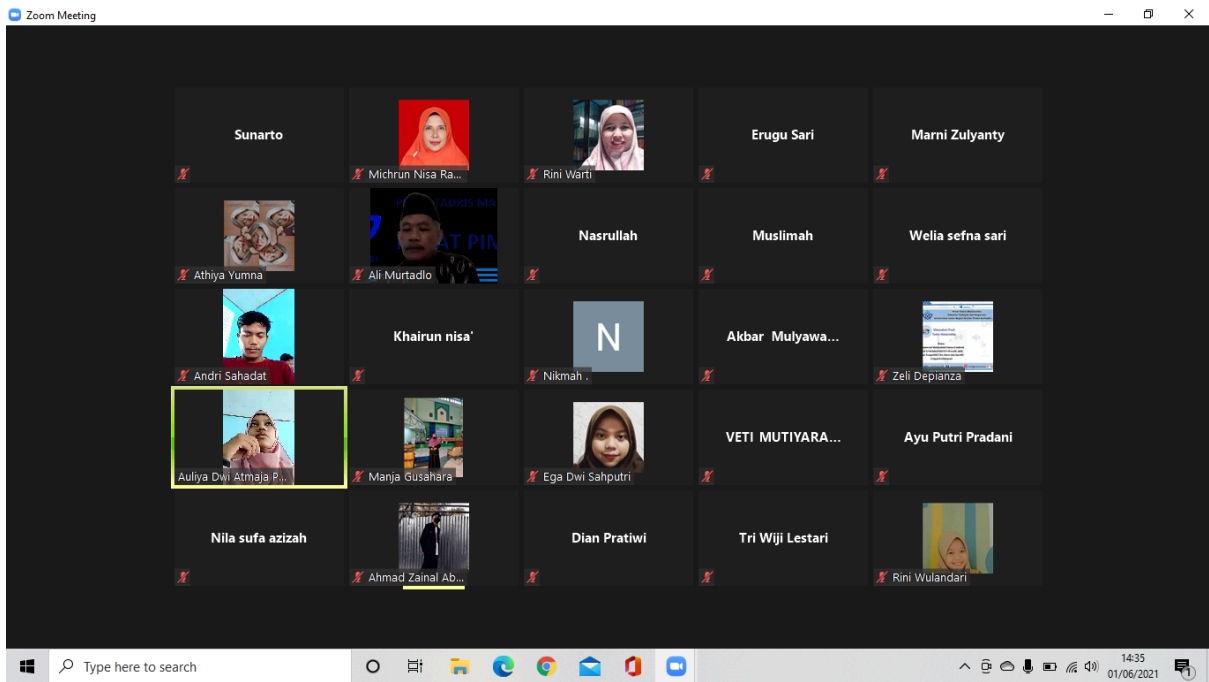 Zoom Meeting
Sunarto
Michrun Nisa Ra...
Rini Warti
Erugu Sari
Marni Zulyanty
Athiya Yumna
Ali Murtadlo
Nasrullah
Muslimah
Welia sefna sari
Andri Sahadat
Khairun nisa'
N
Nikmah .
Akbar Mulyawa...
Zeli Depianza
Auliya Dwi Atmaja P...
Manja Gusahara
Ega Dwi Sahputri
VETI MUTIYARA...
Ayu Putri Pradani
Nila sufa azizah
Ahmad Zainal Ab...
Dian Pratiwi
Tri Wiji Lestari
Rini Wulandari
Type here to search
14:35
01/06/2021
1